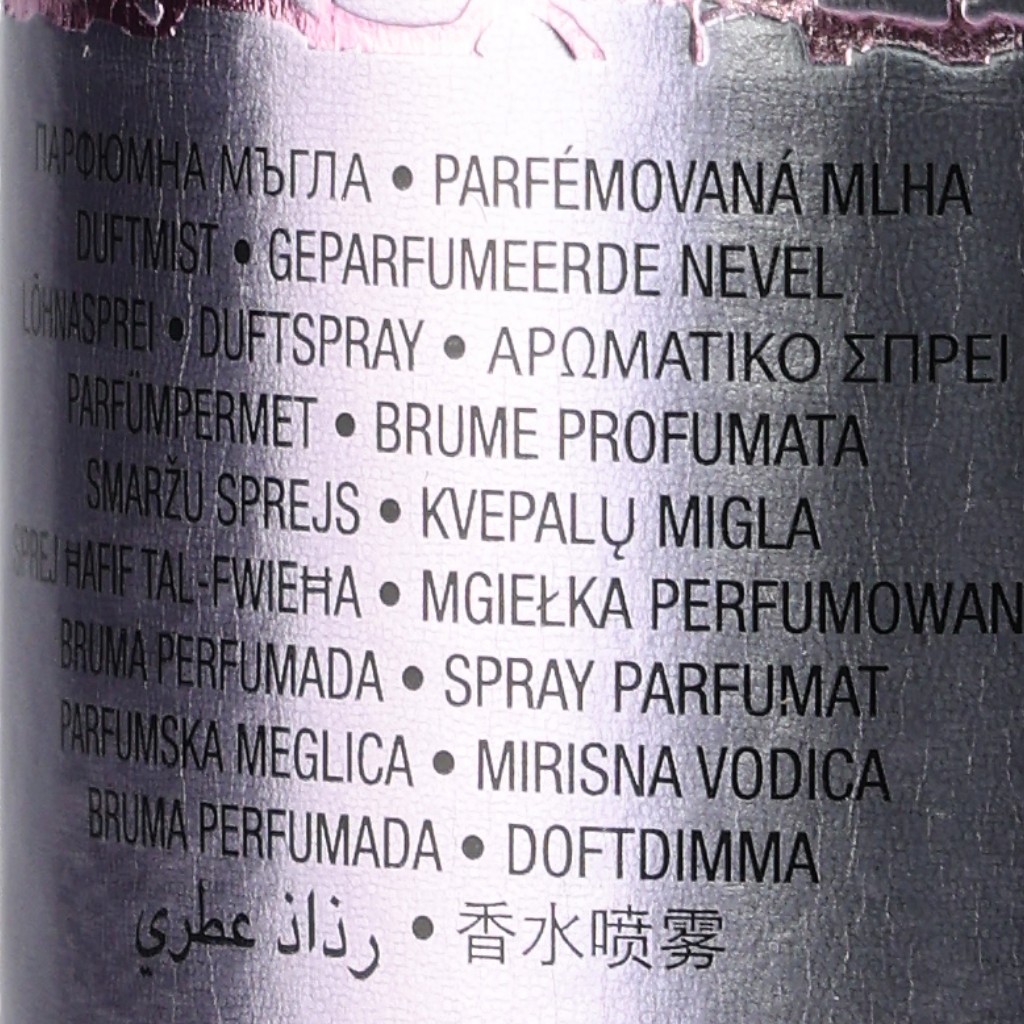 ПАРФЮМНА МЪГЛА • PARFÉMOVANÁ MLHA
DUFTMIST • GEPARFUMEERDE NEVEL
LÕHNASPREI • DUFTSPRAY • ΑΡΩΜΑΤΙΚΟ ΣΠΡΕΙ
PARFÜMPERMET • BRUME PROFUMATA
SMARŽU SPREJS • KVEPALŲ MIGLA
SPREJ ĦAFIF TAL-FWIEĦA • MGIEŁKA PERFUMOWAN
BRUMA PERFUMADA • SPRAY PARFUMAT
PARFUMSKA MEGLICA • MIRISNA VODICA
BRUMA PERFUMADA • DOFTDIMMA
رذاذ عطري • 香水喷雾